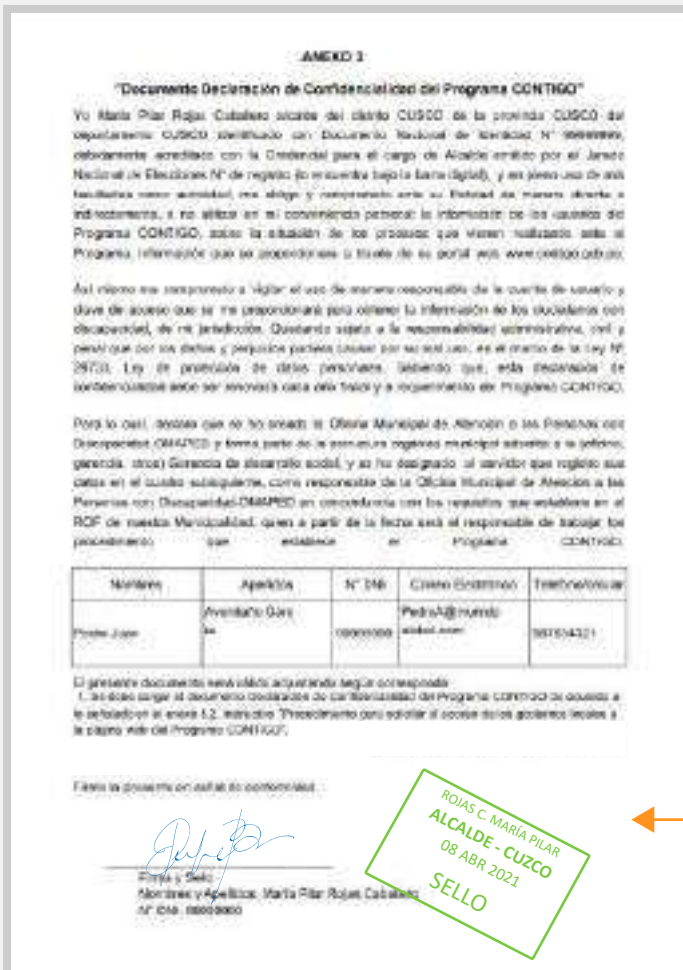 ANEXO 1
"Documento Declaración de Confidencialidad del Programa CONTIGO"
Yo María Pilar Rojas Caballero alcalde del distrito CUSCO de la provincia CUSCO del
departamento CUSCO identificado con Documento Nacional de Identidad N°
debidamente acreditado con la Credencial para el cargo de Alcalde emitido por el Jurado
Nacional de Elecciones N° de registro (lo encuentra bajo la barra digital), y en pleno uso de mis
facultades como autoridad, me obligo y comprometo ante su Entidad de manera directa o
indirectamente, a no utilizar en mi conveniencia personal la información de los usuarios del
Programa CONTIGO, sobre la situación de los procesos que vienen realizando ante el
Programa, información que se proporcionara a través de su portal web www.contigo.gob.pe.
Así mismo me comprometo a vigilar el uso de manera responsable de la cuenta de usuario y
clave de acceso que se me proporcionará para obtener la información de los ciudadanos con
discapacidad, de mi jurisdicción. Quedando sujeto a la responsabilidad administrativa, civil y
penal que por los daños y perjuicios pudiera causar por su mal uso, en el marco de la Ley N°
29733, Ley de protección de datos personales. Sabiendo que, esta declaración de
confidencialidad debe ser renovada cada año fiscal y a requerimiento del Programa CONTIGO.
Para lo cual, declaro que se ha creado la Oficina Municipal de Atención a las Personas con
Discapacidad OMAPED y forma parte de la estructura orgánica municipal adscrita a la (oficina,
gerencia, otros) Gerencia de desarrollo social, y se ha designado al servidor que registro sus
datos en el cuadro subsiguiente, como responsable de la Oficina Municipal de Atención a las
Personas con Discapacidad-OMAPED en concordancia con los requisitos que establece en el
ROF de nuestra Municipalidad, quien a partir de la fecha será el responsable de trabajar los
procedimiento que establece el Programa CONTIGO.
Nombres Apellidos N° DNI Correo Electrónico Teléfono/celular
Avendaño Garc PedroA@
Pedro ia 987654321
El presente documento será válido adjuntando según corresponda:
1. se debe cargar el documento Declaración de Confidencialidad del Programa CONTIGO de acuerdo a
lo señalado en el anexo 1.2. Instructivo "Procedimiento para solicitar el acceso de los gobiernos locales a
la página web del Programa CONTIGO".
Firmo la presente en señal de conformidad. :
Firma y Sello
Nombres y Apellidos: María Pilar Rojas Caballero
N° DNI:
ROJAS C. MARÍA PILAR
ALCALDE - CUZCO
08 ABR 2021
SELLO